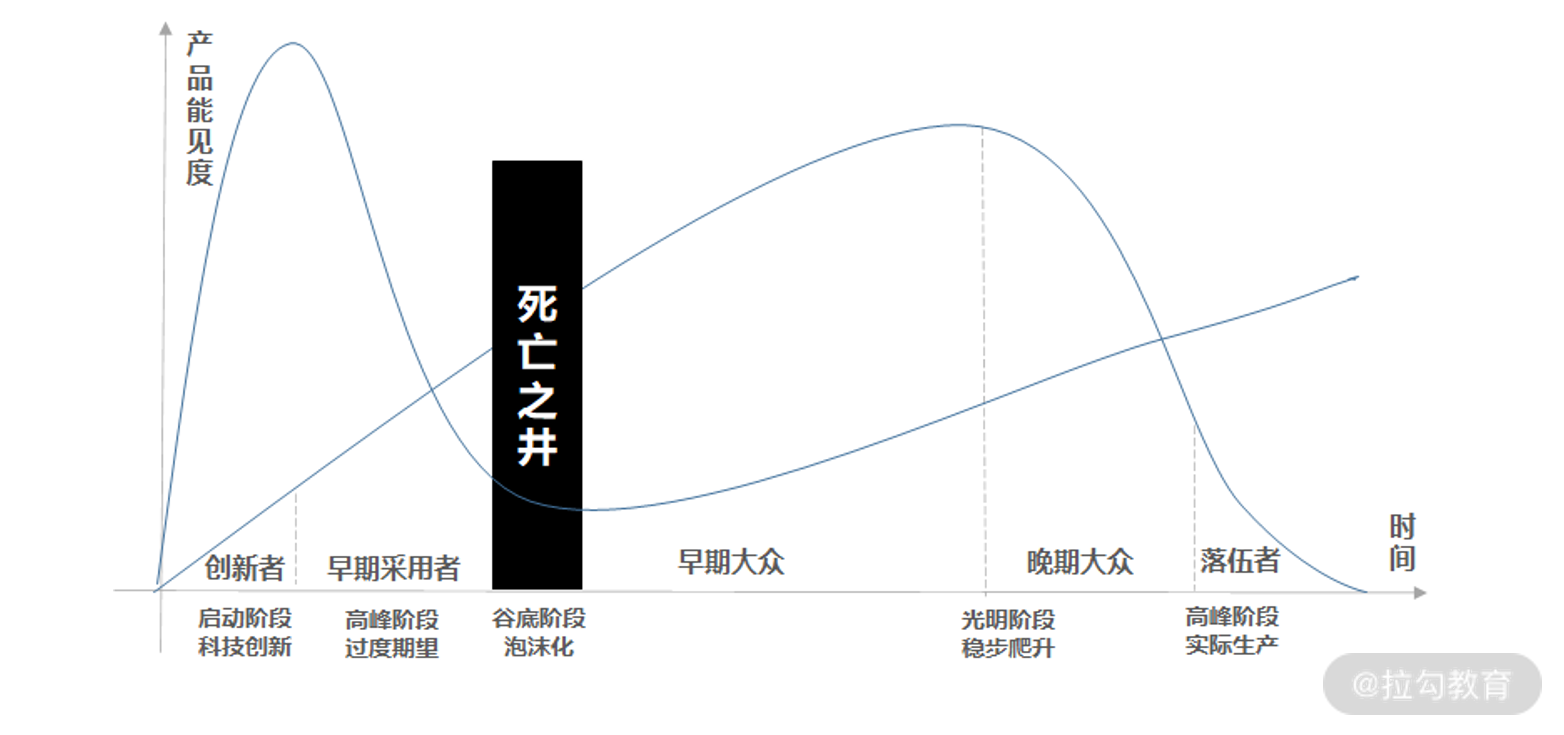 产品能见度
死亡之井
时间
创新者
早期采用者
早期大众
晚期大众
落伍者
启动阶段
科技创新
高峰阶段
过度期望
谷底阶段
泡沫化
光明阶段
稳步爬升
高峰阶段
实际生产
@拉勾教育